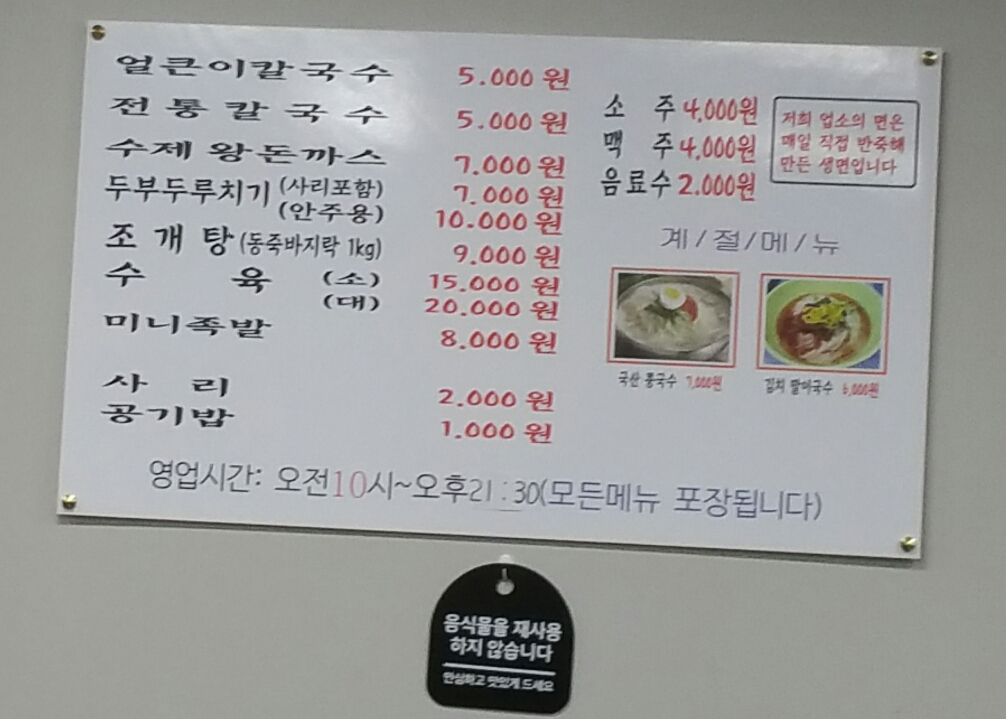 얼큰이칼국수 5.000 원
전통칼국수 5.000 원
수제왕돈까스 7.000 원
두부두루치기 (사리포함) 7.000 원
(안주용) 10.000 원
조개탕 (동죽바지락 1kg) 9.000 원
수육 (소) 15.000 원
(대) 20.000 원
미니족발 8.000 원
사리 2.000 원
공기밥 1.000 원
소주 4,000원
맥주 4,000원
음료수 2.000원
저희 업소의 면은
매일 직접 반죽해
만든 생면입니다
계/절/메/뉴
국산 콩국수 7,000원
김치 말이국수 6,000원
영업시간: 오전10시~오후21:30(모든메뉴 포장됩니다)
음식물을 재사용
하지 않습니다
안심하고 맛있게 드세요